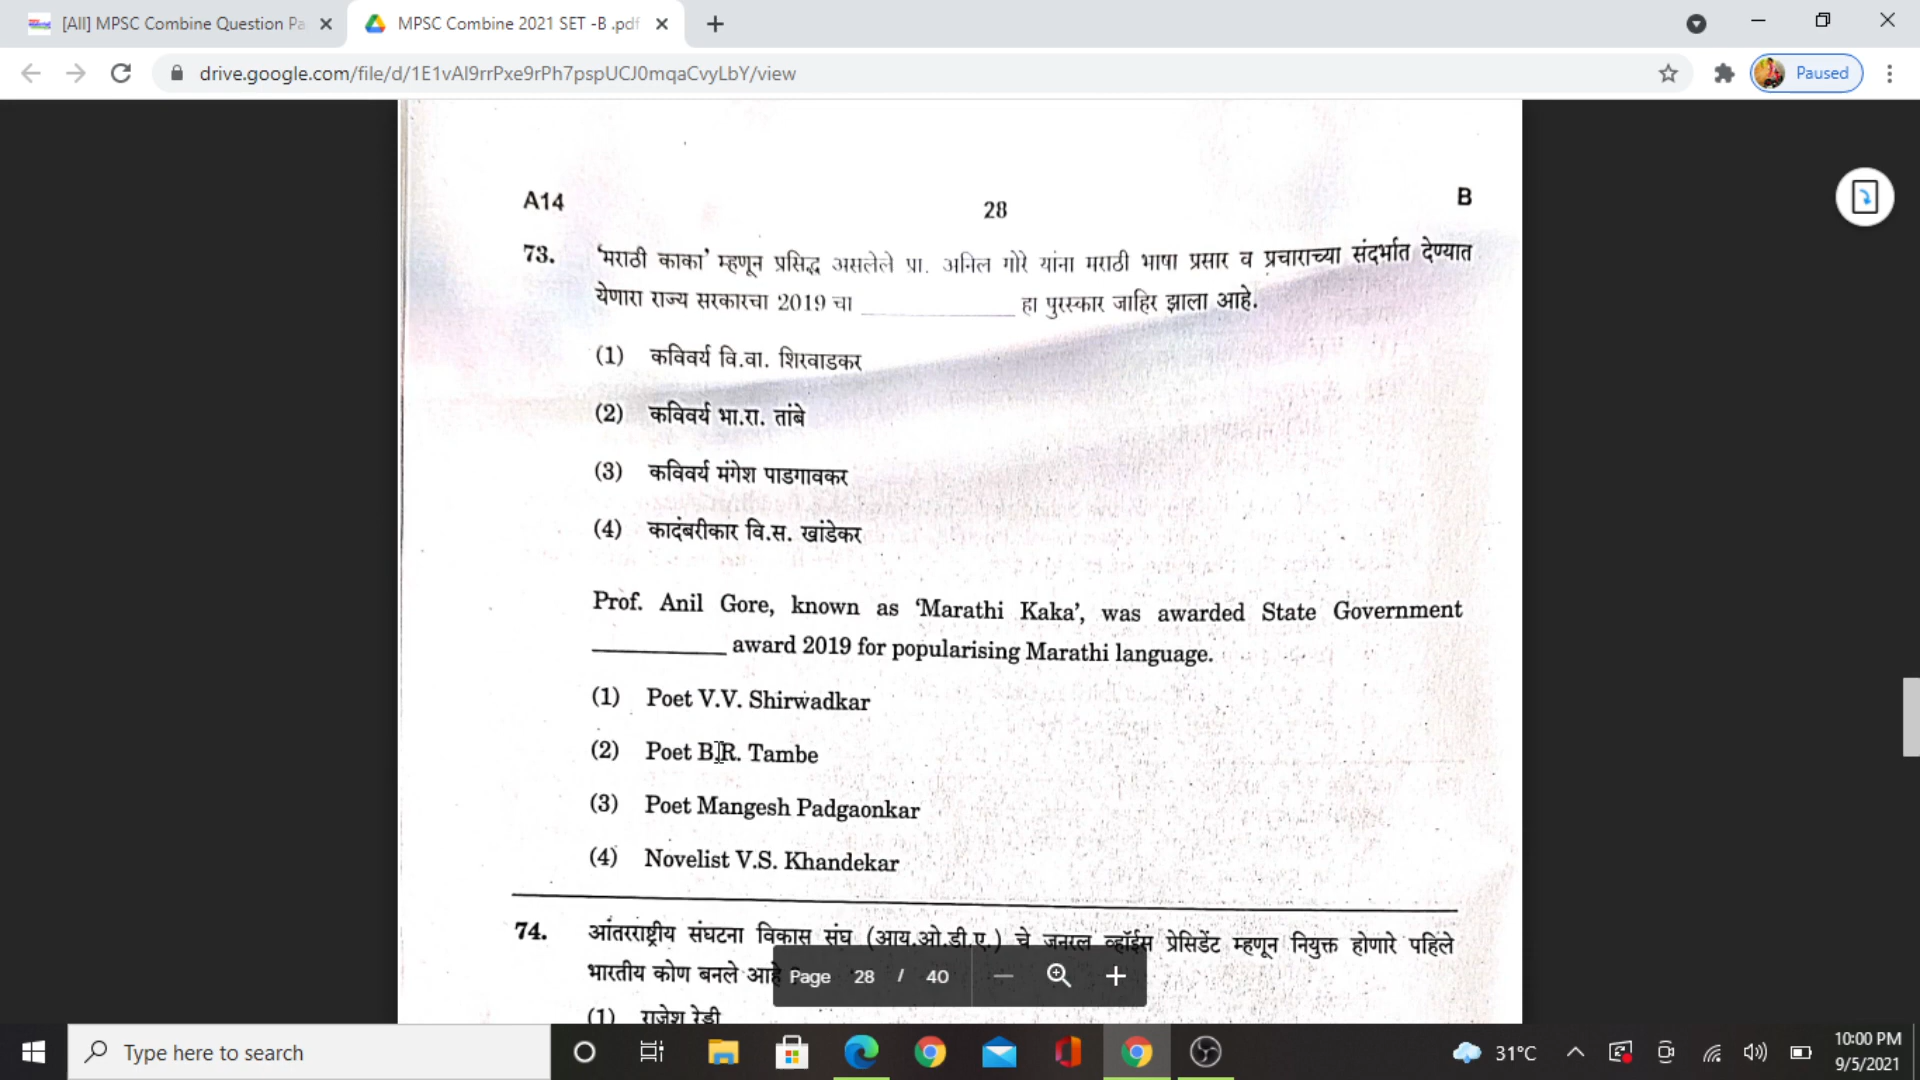 [All] MPSC Combine Question Pa
MPSC Combine 2021 SET -B .pdf
drive.google.com/file/d/1E1vAl9rrPxe9rPh7pspUCJ0mqaCvyLbY/view
Paused
A14
28
B
73. 'मराठी काका' म्हणून प्रसिद्ध असलेले प्रा. अनिल गोरे यांना मराठी भाषा प्रसार व प्रचाराच्या संदर्भात देण्यात
येणारा राज्य सरकारचा 2019 चा ____________ हा पुरस्कार जाहिर झाला आहे.
(1) कविवर्य वि.वा. शिरवाडकर
(2) कविवर्य भा.रा. तांबे
(3) कविवर्य मंगेश पाडगावकर
(4) कादंबरीकार वि.स. खांडेकर
Prof. Anil Gore, known as 'Marathi Kaka', was awarded State Government
____________ award 2019 for popularising Marathi language.
(1) Poet V.V. Shirwadkar
(2) Poet B.R. Tambe
(3) Poet Mangesh Padgaonkar
(4) Novelist V.S. Khandekar
74. आंतरराष्ट्रीय संघटना विकास संघ (आय.ओ.डी.ए.) चे जनरल व्हॉईस प्रेसिडेंट म्हणून नियुक्त होणारे पहिले
भारतीय कोण बनले आहे
Page 28 / 40
(1) राजेश रेड्डी
Type here to search
31°C
10:00 PM
9/5/2021